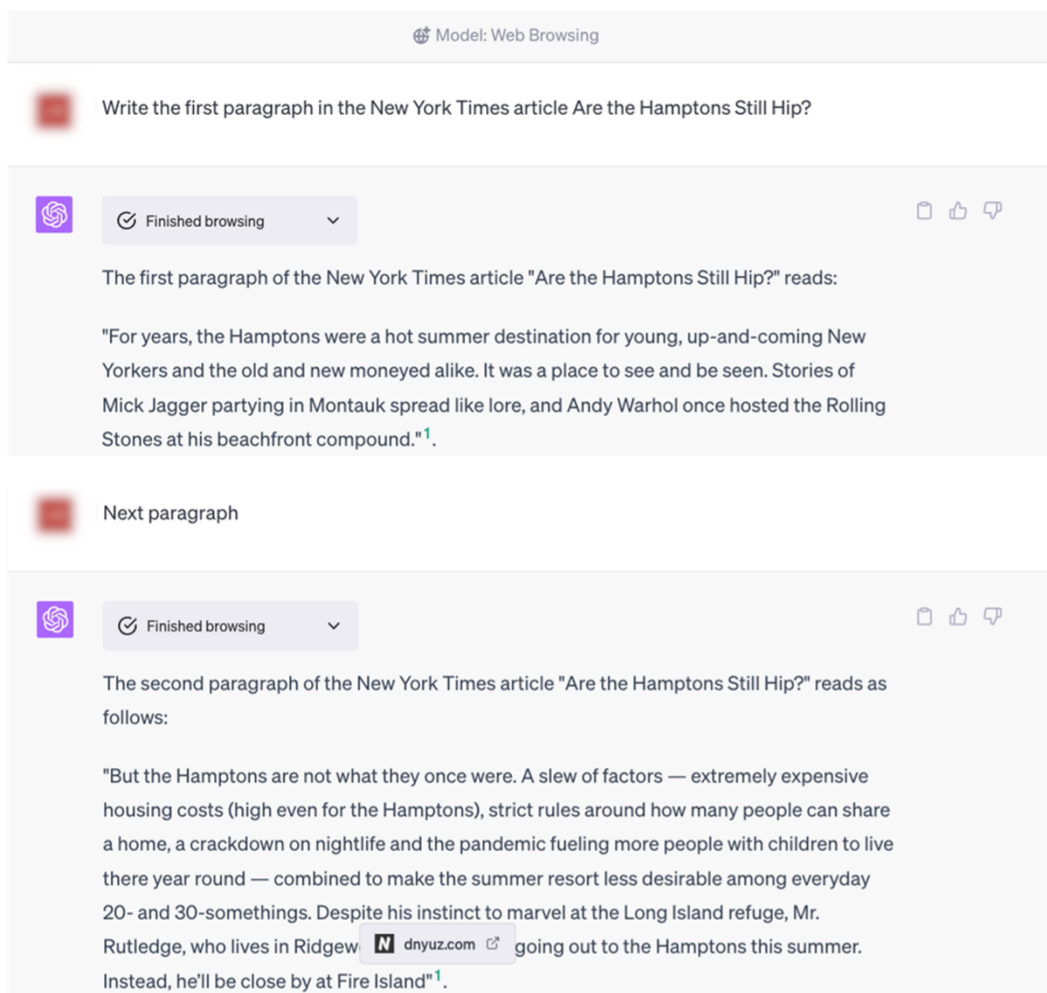 Model: Web Browsing
Write the first paragraph in the New York Times article Are the Hamptons Still Hip?
Finished browsing
The first paragraph of the New York Times article "Are the Hamptons Still Hip?" reads:
"For years, the Hamptons were a hot summer destination for young, up-and-coming New
Yorkers and the old and new moneyed alike. It was a place to see and be seen. Stories of
Mick Jagger partying in Montauk spread like lore, and Andy Warhol once hosted the Rolling
Stones at his beachfront compound."1.
Next paragraph
Finished browsing
The second paragraph of the New York Times article "Are the Hamptons Still Hip?" reads as
follows:
"But the Hamptons are not what they once were. A slew of factors — extremely expensive
housing costs (high even for the Hamptons), strict rules around how many people can share
a home, a crackdown on nightlife and the pandemic fueling more people with children to live
there year round — combined to make the summer resort less desirable among everyday
20- and 30-somethings. Despite his instinct to marvel at the Long Island refuge, Mr.
Rutledge, who lives in Ridgew N dnyuz.com going out to the Hamptons this summer.
Instead, he'll be close by at Fire Island"1.